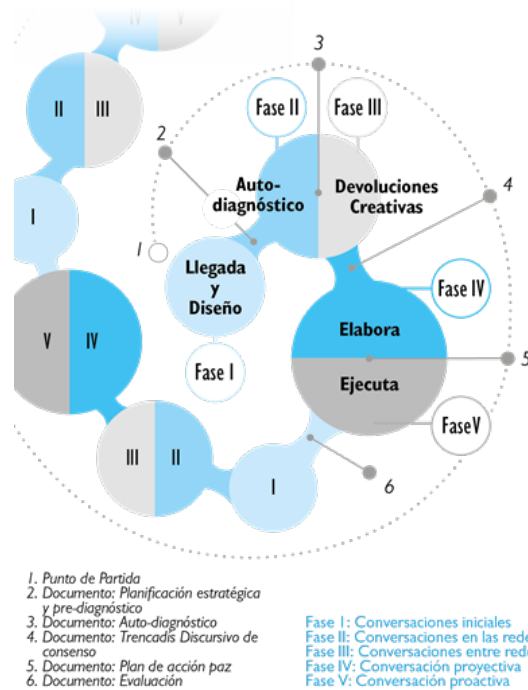 IV
V
II
III
I
V
IV
III
II
I
3
Fase II
Fase III
2
Auto-
diagnóstico
Devoluciones
Creativas
4
1
Llegada
y
Diseño
Fase IV
Elabora
Fase I
5
Ejecuta
Fase V
6
1. Punto de Partida
2. Documento: Planificación estratégica
y pre-diagnóstico
3. Documento: Auto-diagnóstico
4. Documento: Trencadís Discursivo de
consenso
5. Documento: Plan de acción paz
6. Documento: Evaluación
Fase I: Conversaciones iniciales
Fase II: Conversaciones en las rede
Fase III: Conversaciones entre rede
Fase IV: Conversación proyectiva
Fase V: Conversación proactiva